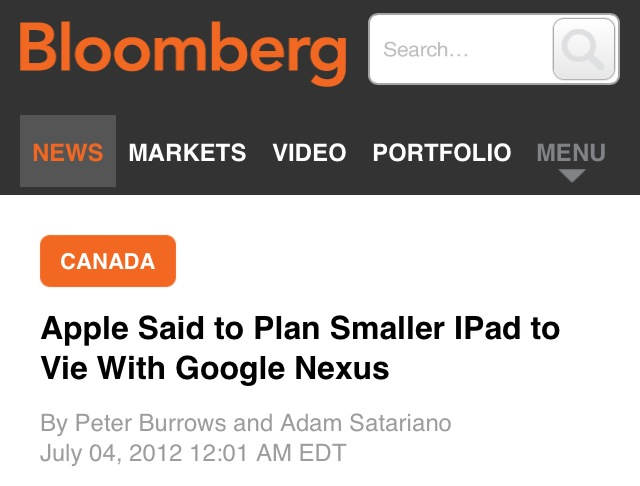 Bloomberg
Search…
NEWS MARKETS VIDEO PORTFOLIO MENU
CANADA
Apple Said to Plan Smaller IPad to
Vie With Google Nexus
By Peter Burrows and Adam Satariano
July 04, 2012 12:01 AM EDT